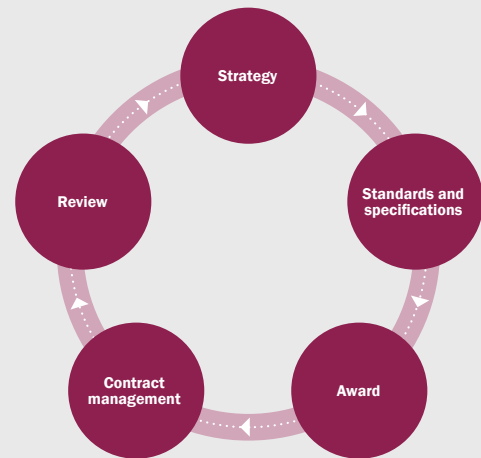 Strategy
Standards and
specifications
Award
Contract
management
Review